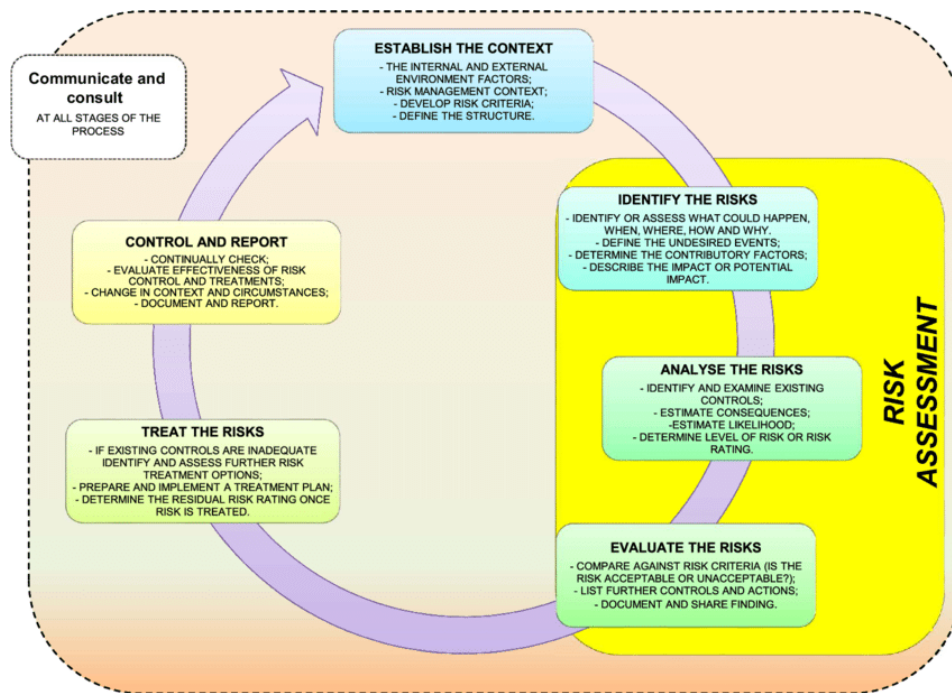 Communicate and
consult
AT ALL STAGES OF THE
PROCESS
ESTABLISH THE CONTEXT
- THE INTERNAL AND EXTERNAL
ENVIRONMENT FACTORS;
- RISK MANAGEMENT CONTEXT;
- DEVELOP RISK CRITERIA;
- DEFINE THE STRUCTURE.
IDENTIFY THE RISKS
- IDENTIFY OR ASSESS WHAT COULD HAPPEN,
WHEN, WHERE, HOW AND WHY.
- DEFINE THE UNDESIRED EVENTS;
- DETERMINE THE CONTRIBUTORY FACTORS;
- DESCRIBE THE IMPACT OR POTENTIAL
IMPACT.
ANALYSE THE RISKS
- IDENTIFY AND EXAMINE EXISTING
CONTROLS;
- ESTIMATE CONSEQUENCES;
-ESTIMATE LIKELIHOOD;
- DETERMINE LEVEL OF RISK OR RISK
RATING.
EVALUATE THE RISKS
- COMPARE AGAINST RISK CRITERIA (IS THE
RISK ACCEPTABLE OR UNACCEPTABLE?);
- LIST FURTHER CONTROLS AND ACTIONS;
- DOCUMENT AND SHARE FINDING.
RISK
ASSESSMENT
TREAT THE RISKS
- IF EXISTING CONTROLS ARE INADEQUATE
IDENTIFY AND ASSESS FURTHER RISK
TREATMENT OPTIONS;
- PREPARE AND IMPLEMENT A TREATMENT PLAN;
- DETERMINE THE RESIDUAL RISK RATING ONCE
RISK IS TREATED.
CONTROL AND REPORT
- CONTINUALLY CHECK;
- EVALUATE EFFECTIVENESS OF RISK
CONTROL AND TREATMENTS;
- CHANGE IN CONTEXT AND CIRCUMSTANCES;
- DOCUMENT AND REPORT.